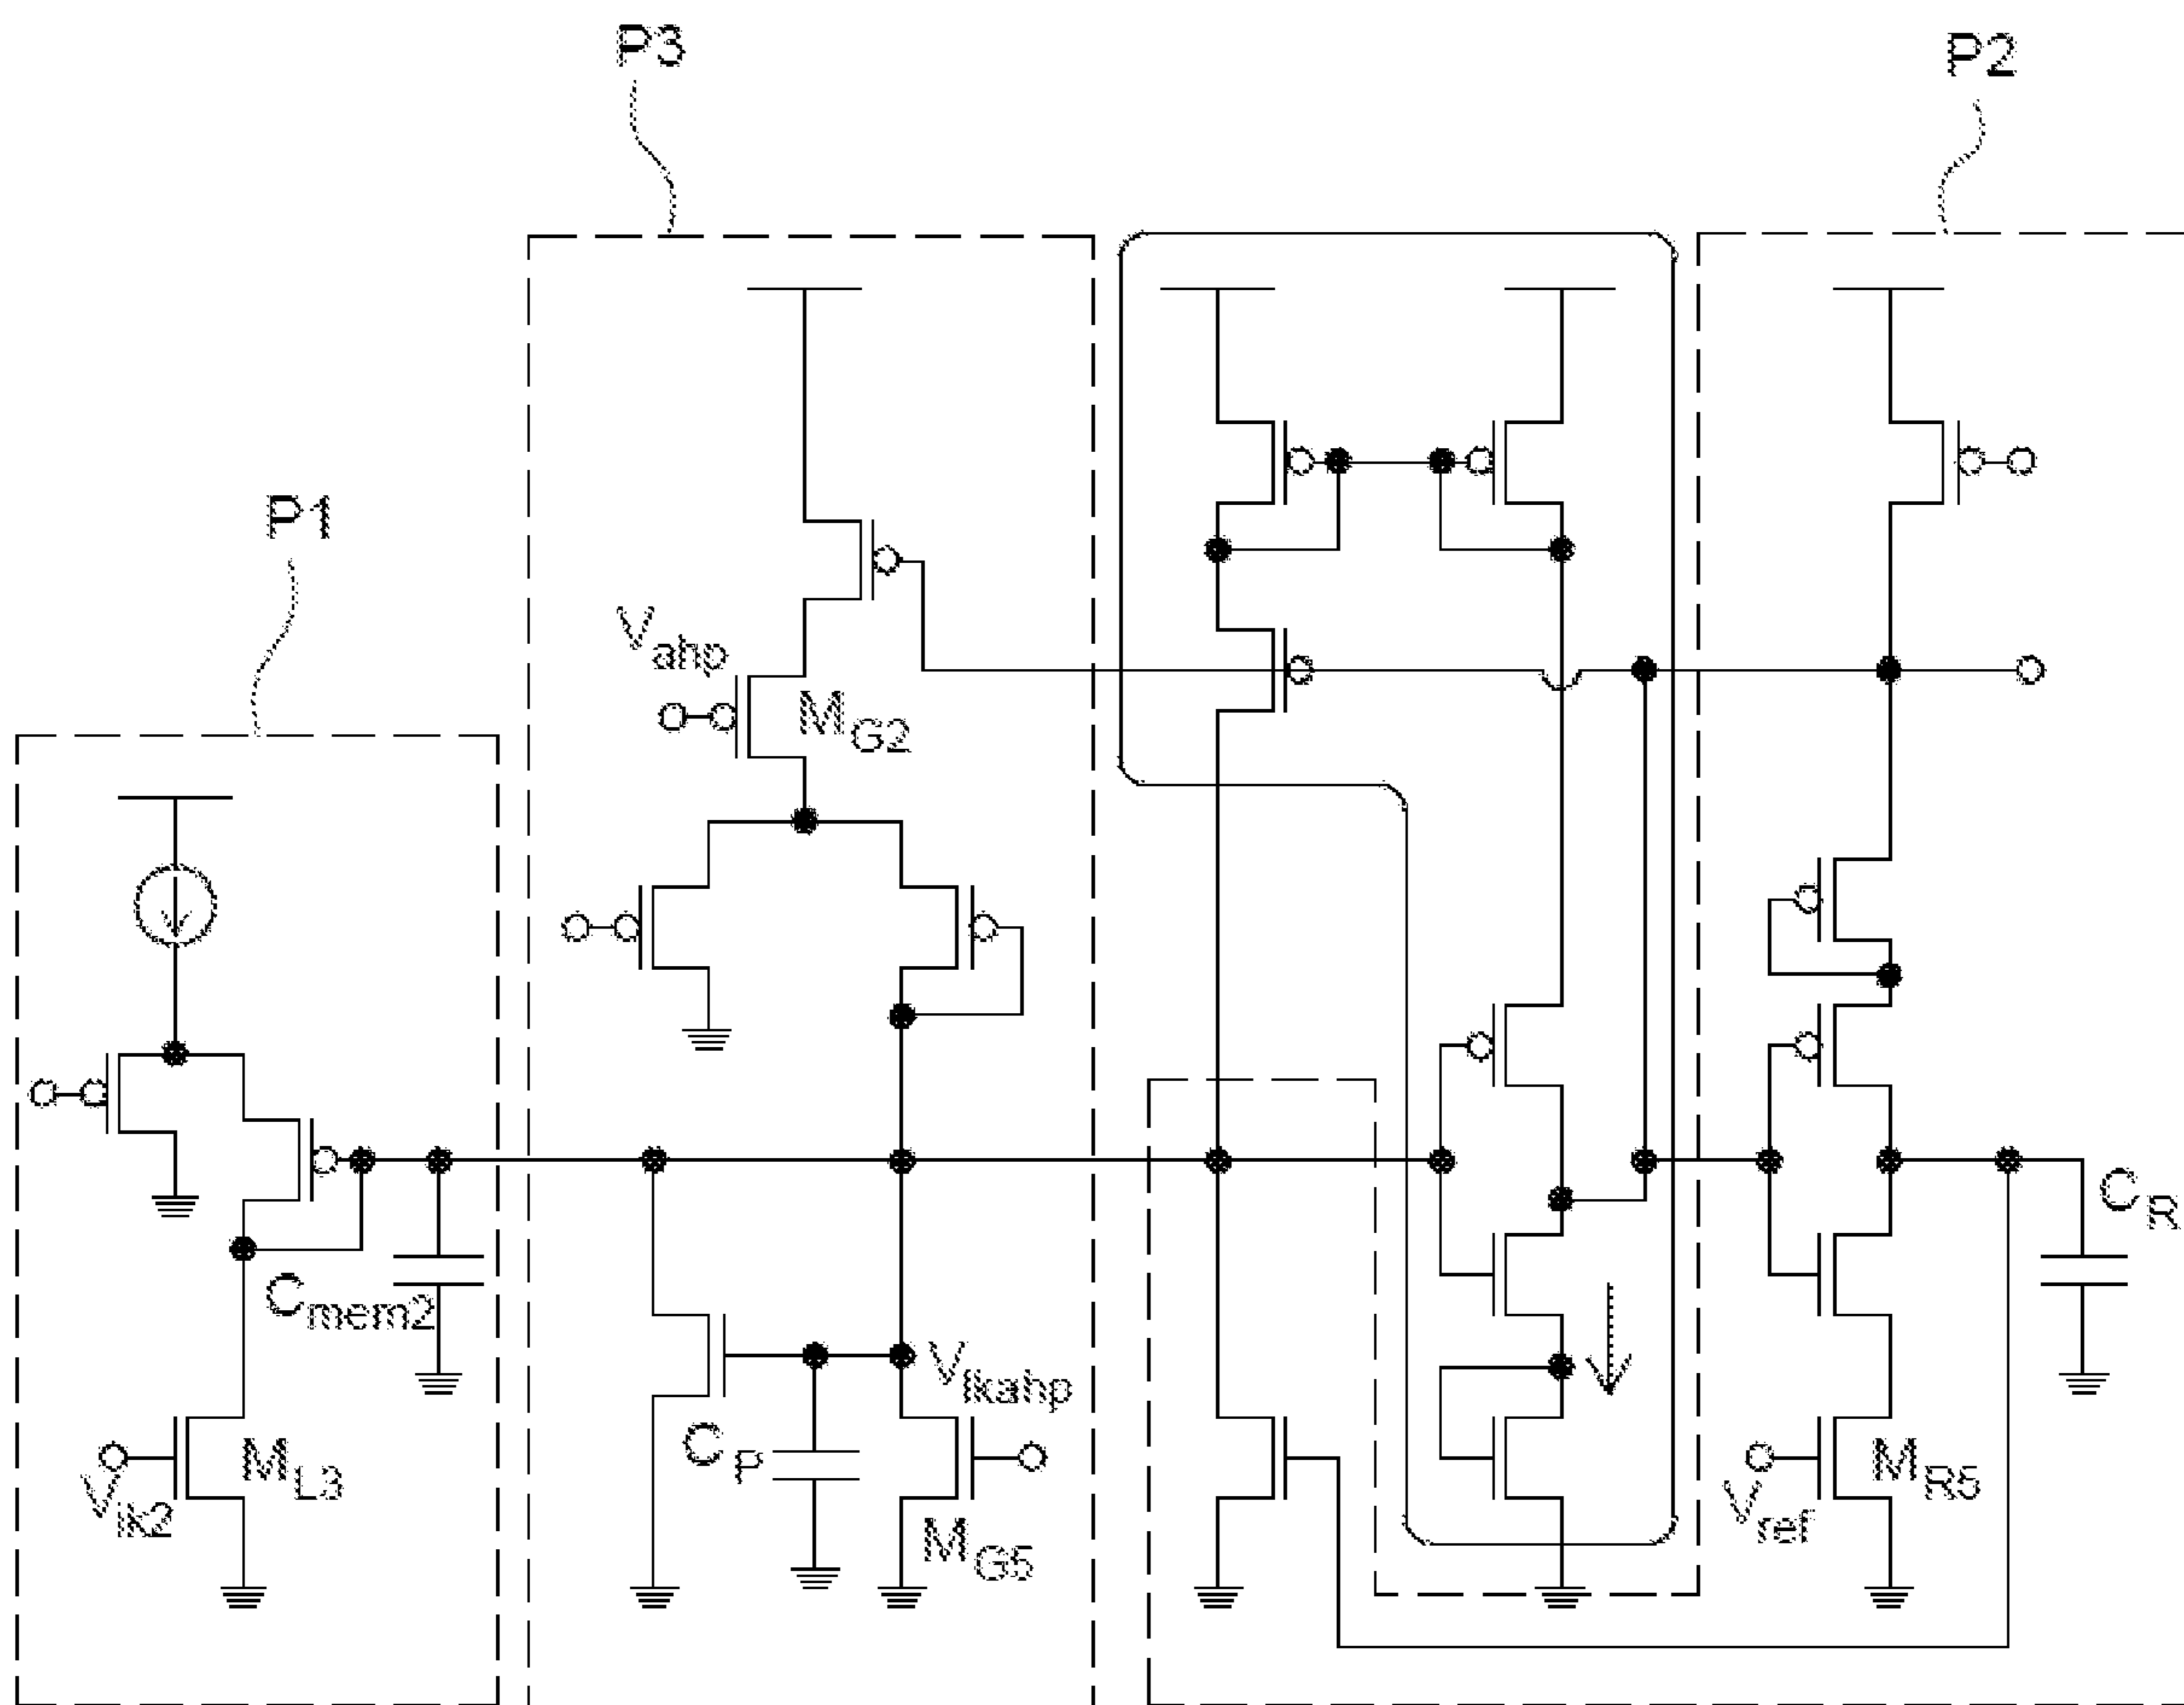 P3
P2
P1
Vahp
MG2
CR
Cmem2
Vlkahp
CP
ML3
Vlk2
MG5
MR5
Vref